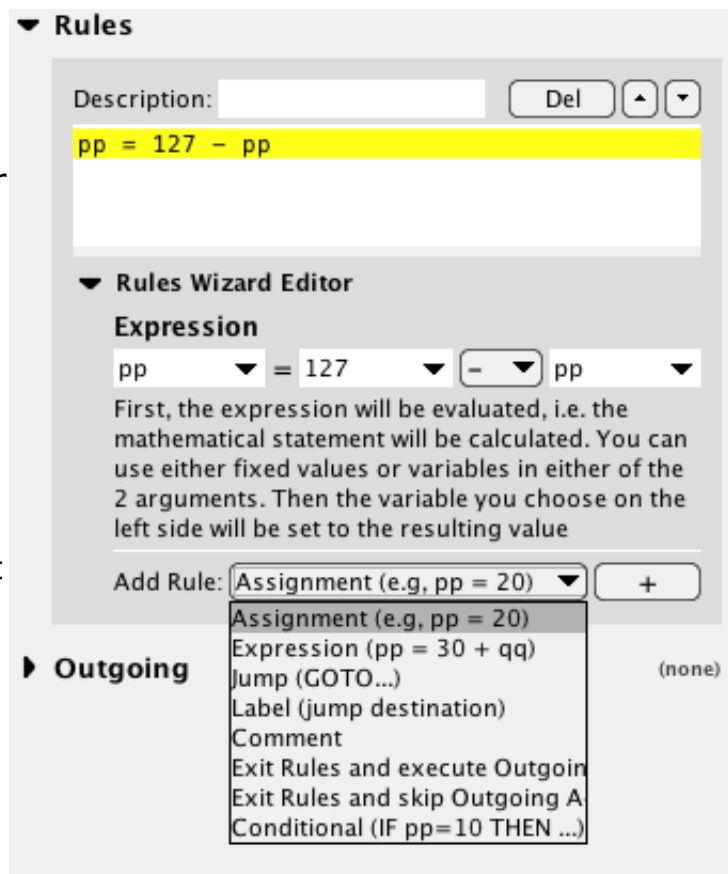 Rules
Description: Del
pp = 127 - pp
Rules Wizard Editor
Expression
pp = 127 - pp
First, the expression will be evaluated, i.e. the
mathematical statement will be calculated. You can
use either fixed values or variables in either of the
2 arguments. Then the variable you choose on the
left side will be set to the resulting value
Add Rule: Assignment (e.g, pp = 20) +
Assignment (e.g, pp = 20)
Expression (pp = 30 + qq)
Jump (GOTO...)
Label (jump destination)
Comment
Exit Rules and execute Outgoin
Exit Rules and skip Outgoing A
Conditional (IF pp=10 THEN ...)
Outgoing (none)